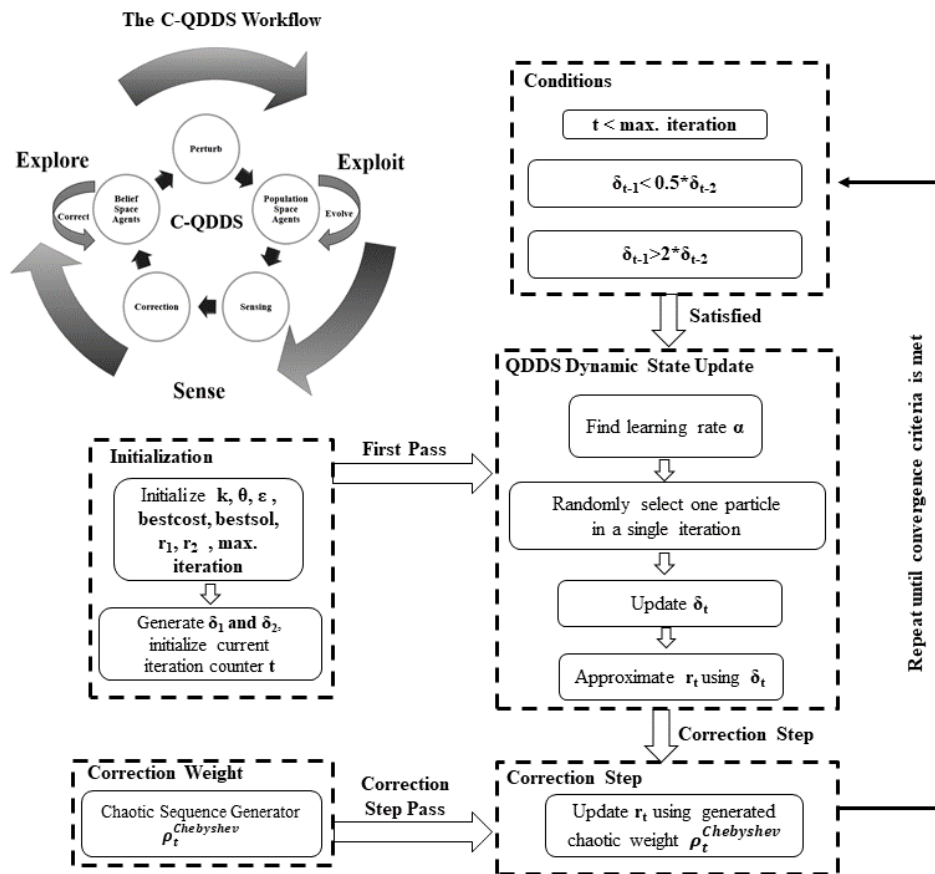 The C-QDDS Workflow
Explore
Exploit
Sense
Perturb
Population
Space
Agents
Evolve
Sensing
Correction
Belief
Space
Agents
Correct
C-QDDS
Conditions
t < max. iteration
δt-1< 0.5*δt-2
δt-1>2*δt-2
Satisfied
QDDS Dynamic State Update
Find learning rate α
Randomly select one particle
in a single iteration
Update δt
Approximate rt using δt
First Pass
Initialization
Initialize k, θ, ε ,
bestcost, bestsol,
r1, r2 , max.
iteration
Generate δ1 and δ2,
initialize current
iteration counter t
Correction Step
Correction Weight
Chaotic Sequence Generator
ρtChebyshev
Correction
Step Pass
Correction Step
Update rt using generated
chaotic weight ρtChebyshev
Repeat until convergence criteria is met